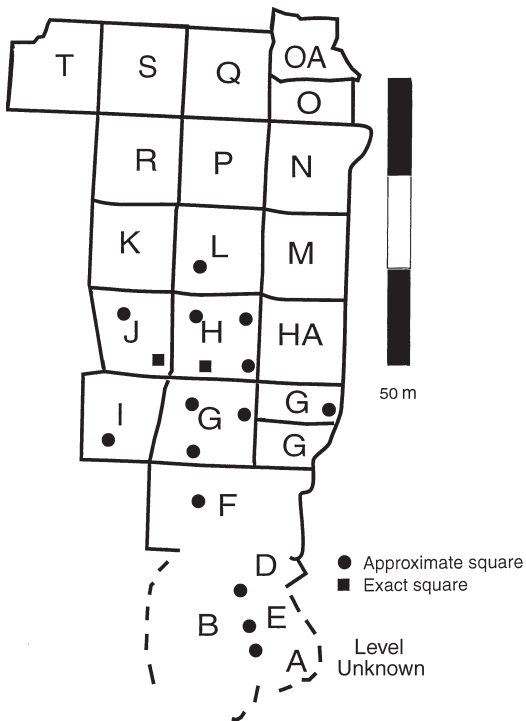 T S Q OA
O
R P N
K L M
J H HA
I G G
G
F
D
B E
A
50 m
Approximate square
Exact square
Level
Unknown